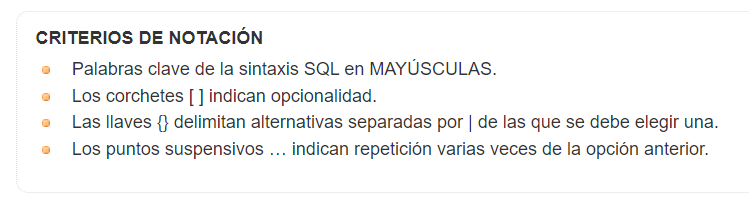 CRITERIOS DE NOTACIÓN
Palabras clave de la sintaxis SQL en MAYÚSCULAS.
Los corchetes [ ] indican opcionalidad.
Las llaves {} delimitan alternativas separadas por | de las que se debe elegir una.
Los puntos suspensivos … indican repetición varias veces de la opción anterior.